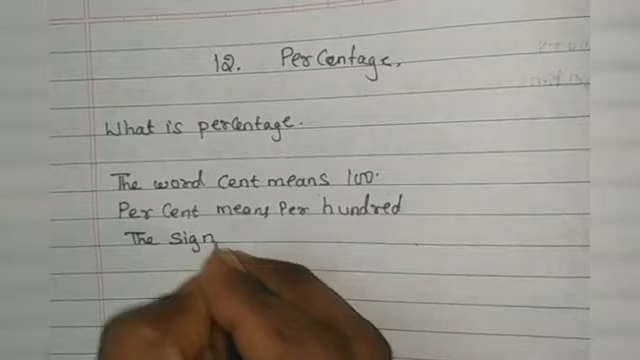 12. Percentage,
What is percentage.
The word Cent means 100.
Per Cent means Per hundred
The Sign